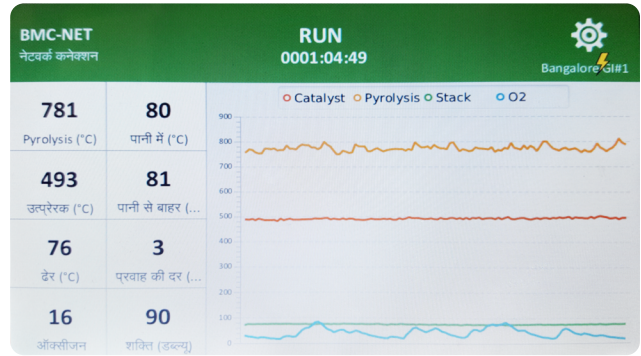 BMC-NET
नेटवर्क कनेक्शन
RUN
0001:04:49
Bangalore GI#1
781
Pyrolysis (°C)
80
पानी में (°C)
493
उत्प्रेरक (°C)
81
पानी से बाहर (...
76
ढेर (°C)
3
प्रवाह की दर (...
16
ऑक्सीजन
90
शक्ति (डब्ल्यू)
Catalyst Pyrolysis Stack O2
900
800
700
600
500
400
300
200
100
0